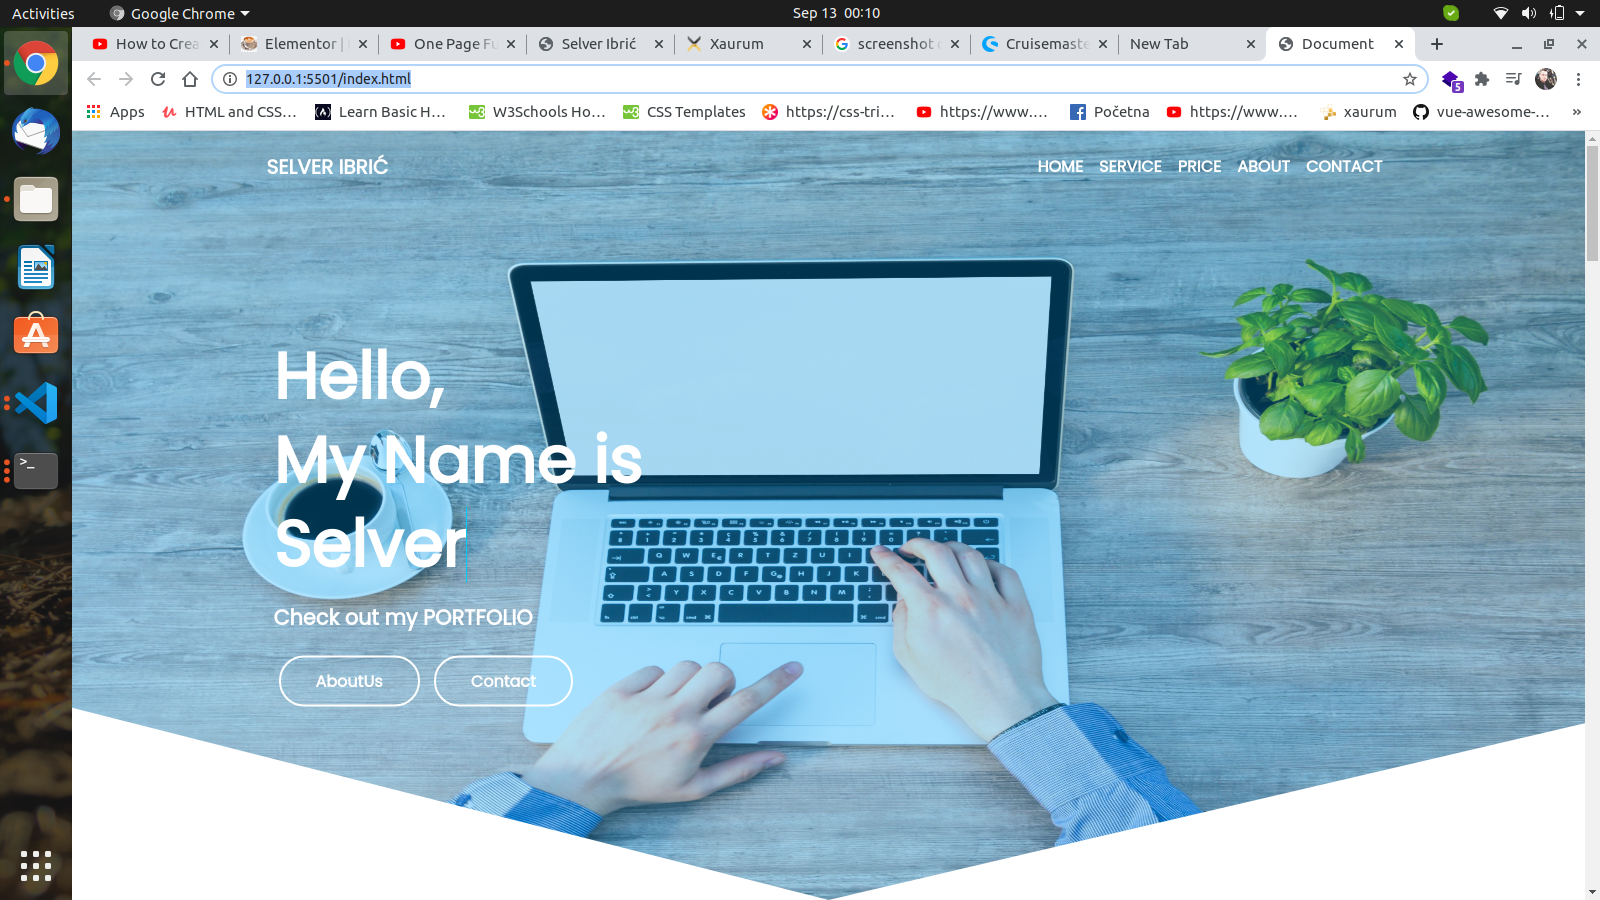 Activities Google Chrome Sep 13 00:10
How to Crea Elementor | One Page Fu Selver Ibrić Xaurum screenshot Cruisemaste New Tab Document
127.0.0.1:5501/index.html
5
Apps HTML and CSS... Learn Basic H... W3Schools Ho... CSS Templates https://css-tri... https://www.... Početna https://www.... xaurum vue-awesome-... »
SELVER IBRIĆ HOME SERVICE PRICE ABOUT CONTACT
Hello,
My Name is
Selver
Check out my PORTFOLIO
AboutUs Contact